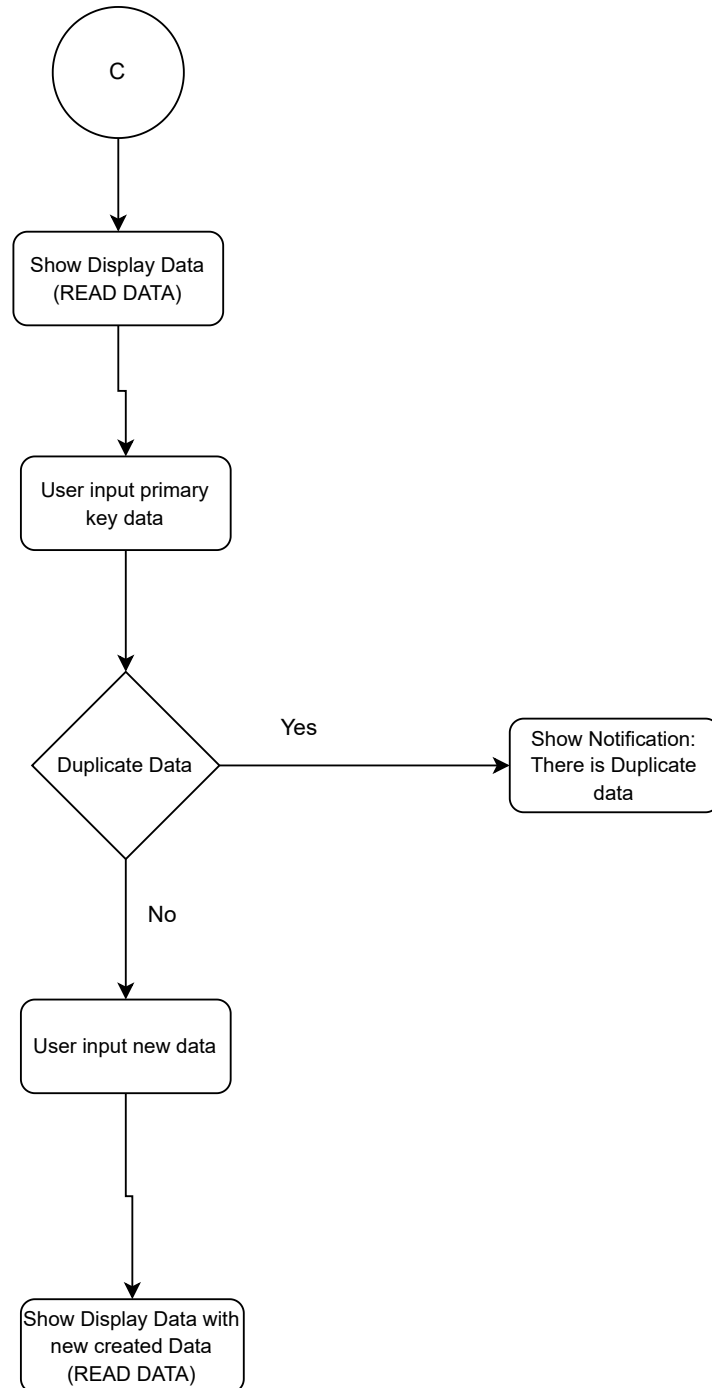 C
Show Display Data
(READ DATA)
User input primary
key data
Duplicate Data
Yes
Show Notification:
There is Duplicate
data
No
User input new data
Show Display Data with
new created Data
(READ DATA)